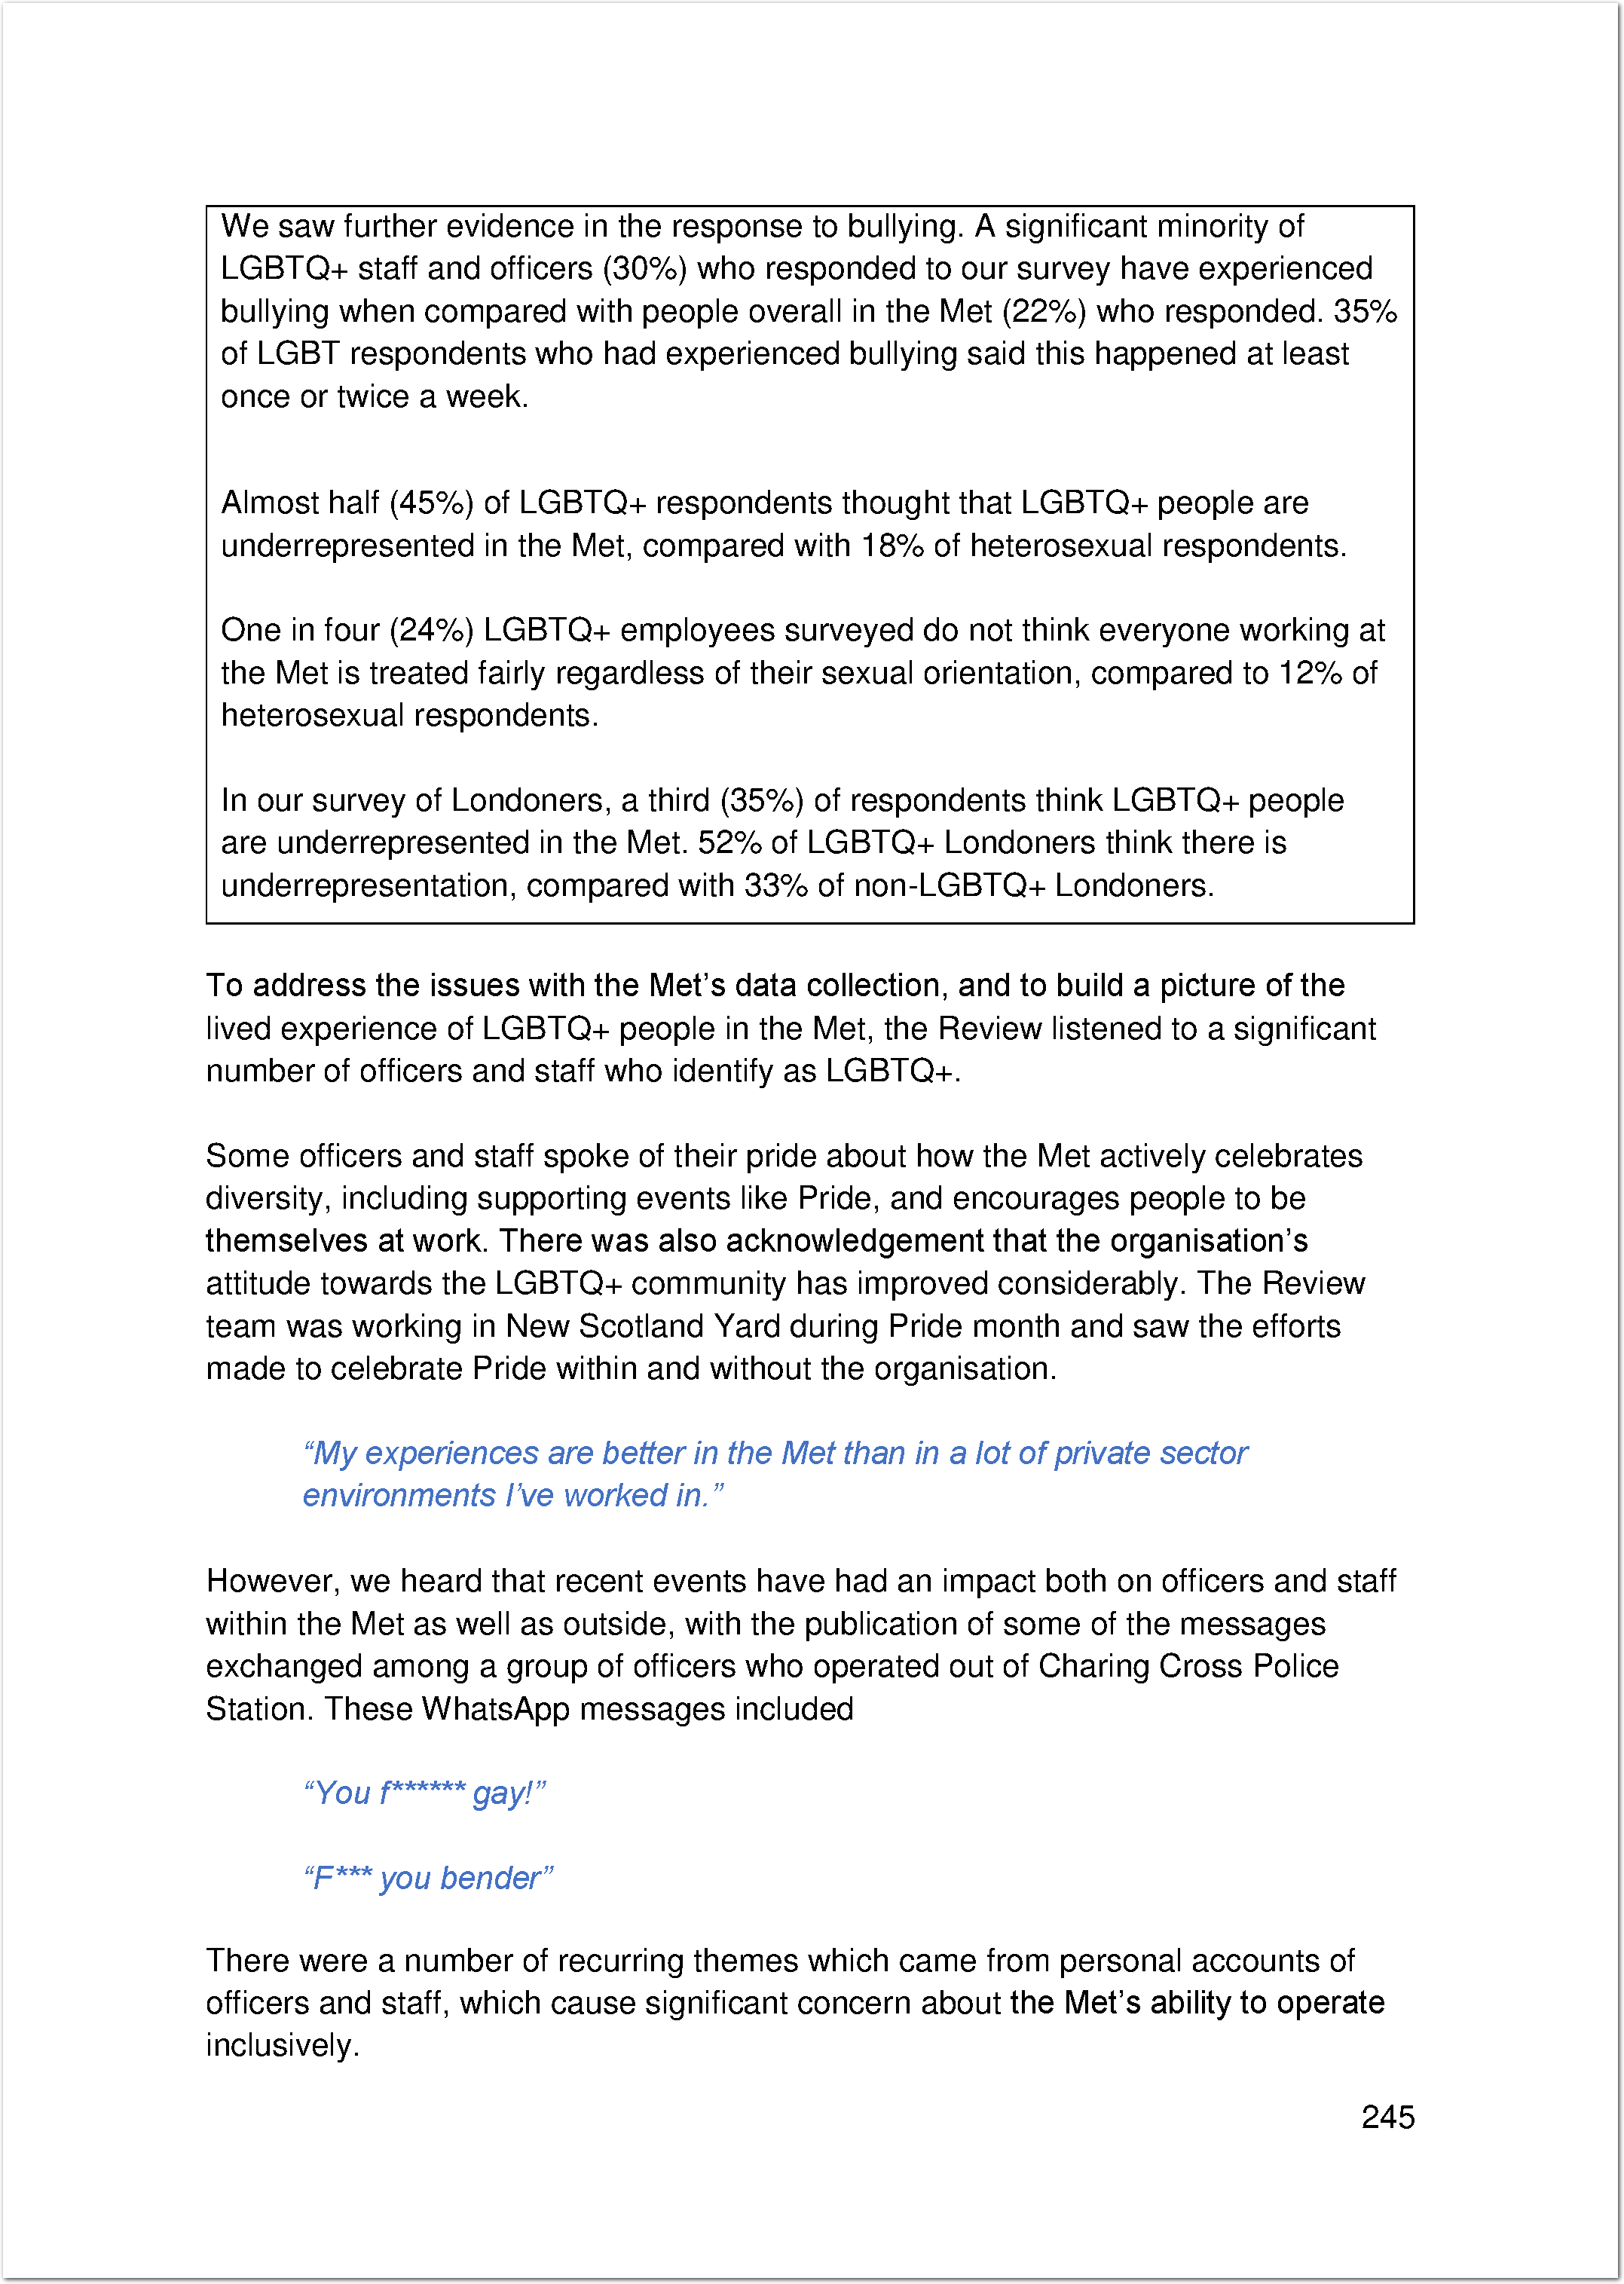 We saw further evidence in the response to bullying. A significant minority of
LGBTQ+ staff and officers (30%) who responded to our survey have experienced
bullying when compared with people overall in the Met (22%) who responded. 35%
of LGBT respondents who had experienced bullying said this happened at least
once or twice a week.
Almost half (45%) of LGBTQ+ respondents thought that LGBTQ+ people are
underrepresented in the Met, compared with 18% of heterosexual respondents.
One in four (24%) LGBTQ+ employees surveyed do not think everyone working at
the Met is treated fairly regardless of their sexual orientation, compared to 12% of
heterosexual respondents.
In our survey of Londoners, a third (35%) of respondents think LGBTQ+ people
are underrepresented in the Met. 52% of LGBTQ+ Londoners think there is
underrepresentation, compared with 33% of non-LGBTQ+ Londoners.
To address the issues with the Met’s data collection, and to build a picture of the
lived experience of LGBTQ+ people in the Met, the Review listened to a significant
number of officers and staff who identify as LGBTQ+.
Some officers and staff spoke of their pride about how the Met actively celebrates
diversity, including supporting events like Pride, and encourages people to be
themselves at work. There was also acknowledgement that the organisation’s
attitude towards the LGBTQ+ community has improved considerably. The Review
team was working in New Scotland Yard during Pride month and saw the efforts
made to celebrate Pride within and without the organisation.
“My experiences are better in the Met than in a lot of private sector
environments I’ve worked in.”
However, we heard that recent events have had an impact both on officers and staff
within the Met as well as outside, with the publication of some of the messages
exchanged among a group of officers who operated out of Charing Cross Police
Station. These WhatsApp messages included
“You f****** gay!”
“F*** you bender”
There were a number of recurring themes which came from personal accounts of
officers and staff, which cause significant concern about the Met’s ability to operate
inclusively.
245